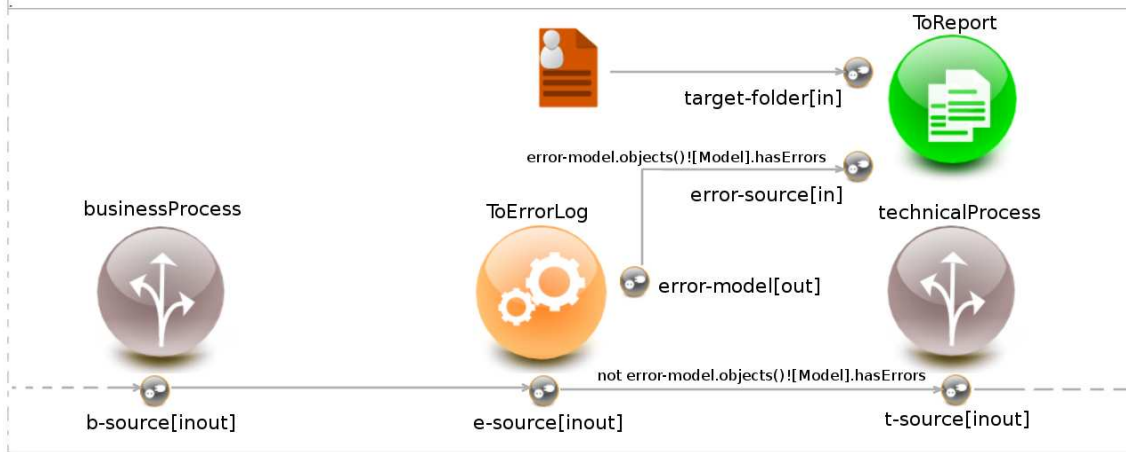 ToReport
target-folder[in]
error-model.objects()![Model].hasErrors
error-source[in]
businessProcess
ToErrorLog
technicalProcess
error-model[out]
not error-model.objects()![Model].hasErrors
b-source[inout]
e-source[inout]
t-source[inout]